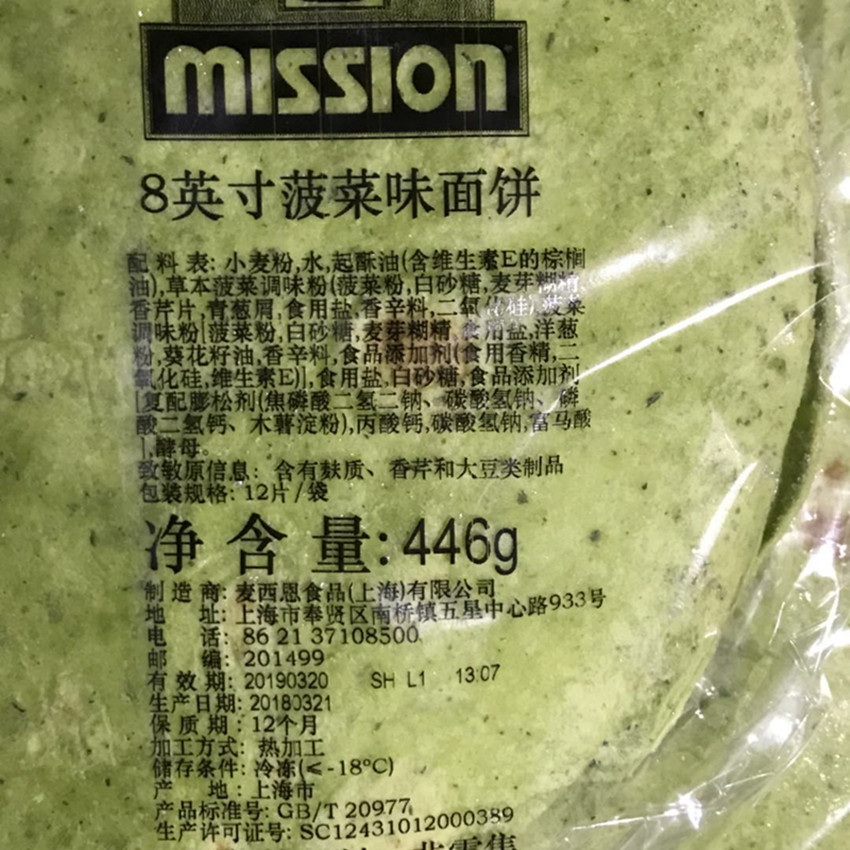 mission
8英寸菠菜味面饼
配 料 表: 小麦粉,水,起酥油(含维生素E的棕榈
油),草本菠菜调味粉(菠菜粉,白砂糖,麦芽糊精,
香芹片,青葱屑,食用盐,香辛料,二氧化硅),菠菜
调味粉[菠菜粉,白砂糖,麦芽糊精,食用盐,洋葱
粉,葵花籽油,香辛料,食品添加剂(食用香精,二
氧化硅,维生素E)],食用盐,白砂糖,食品添加剂
[复配膨松剂(焦磷酸二氢二钠、碳酸氢钠、磷
酸二氢钙、木薯淀粉),丙酸钙,碳酸氢钠,富马酸
],酵母。
致敏原信息: 含有麸质、香芹和大豆类制品
包装规格: 12片/袋
净 含 量: 446g
制 造 商: 麦西恩食品(上海)有限公司
地 址: 上海市奉贤区南桥镇五星中心路933号
电 话: 86 21 37108500
邮 编: 201499
有 效 期: 20190320 SH L1 13:07
生产日期: 20180321
保 质 期: 12个月
加工方式: 热加工
储存条件: 冷冻(≤-18°C)
产 地: 上海市
产品标准号: GB/T 20977
生产许可证号: SC12431012000389